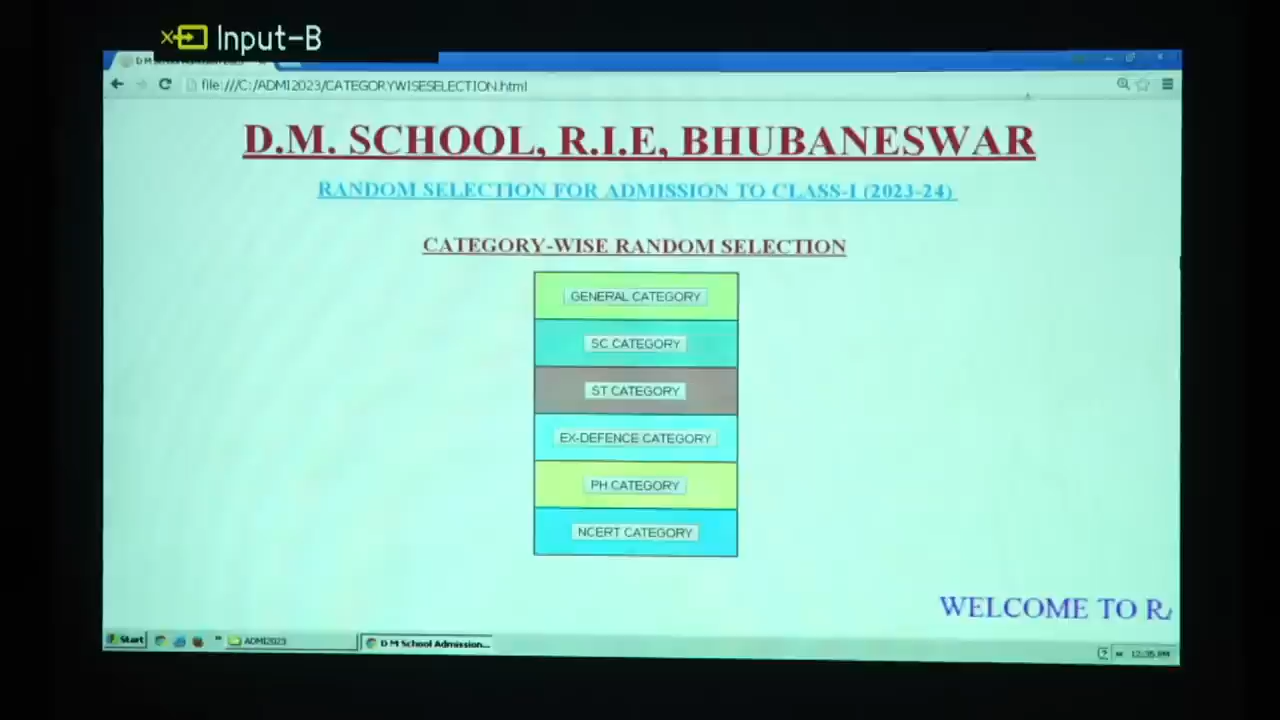 Input-B
file:///C:/ADMI2023/CATEGORYWISESELECTION.html
D.M. SCHOOL, R.I.E, BHUBANESWAR
RANDOM SELECTION FOR ADMISSION TO CLASS-I (2023-24)
CATEGORY-WISE RANDOM SELECTION
GENERAL CATEGORY
SC CATEGORY
ST CATEGORY
EX-DEFENCE CATEGORY
PH CATEGORY
NCERT CATEGORY
WELCOME TO
Start ADMI2023 D M School Admission...